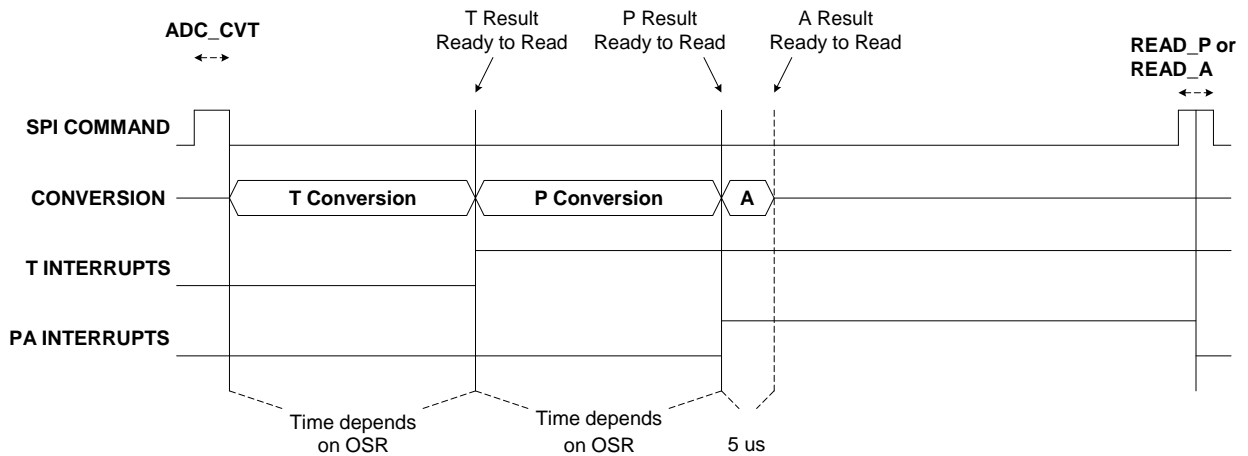 ADC_CVT
T Result
Ready to Read
P Result
Ready to Read
A Result
Ready to Read
READ_P or
READ_A
SPI COMMAND
CONVERSION
T Conversion
P Conversion
A
T INTERRUPTS
PA INTERRUPTS
Time depends
on OSR
Time depends
on OSR
5 us